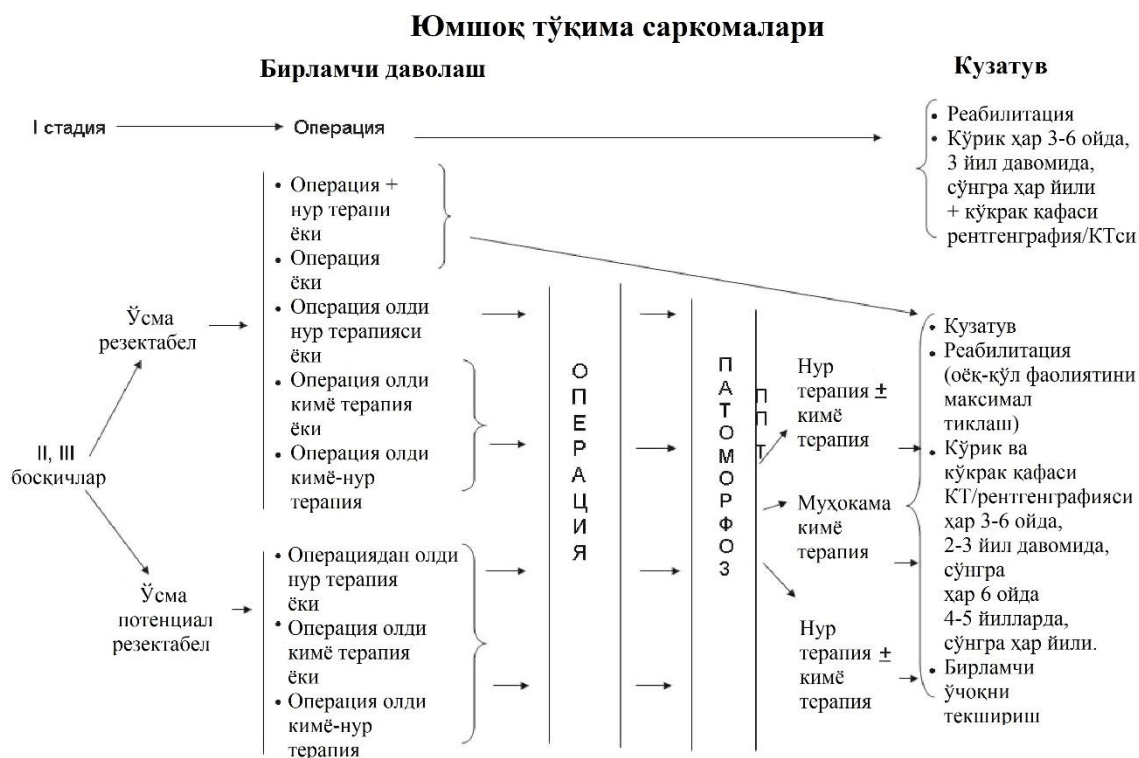 Юмшоқ тўқима саркомалари
Бирламчи даволаш
Кузатув
I стадия
Операция
• Реабилитация
• Кўрик ҳар 3-6 ойда,
3 йил давомида,
сўнгра ҳар йили
+ кўкрак қафаси
рентгенграфия/КТси
• Операция +
нур терапи
ёки
• Операция
ёки
• Операция олди
нур терапияси
ёки
• Операция олди
кимё терапия
ёки
• Операция олди
кимё-нур
терапия
Ўсма
резектабел
II, III
босқичлар
Ўсма
потенциал
резектабел
• Операциядан олди
нур терапия
ёки
• Операция олди
кимё терапия
ёки
• Операция олди
кимё-нур
терапия
ОПЕРАЦИЯ
ПАТОМОРФОЗ
ППТ
Нур
терапия ±
кимё
терапия
Муҳокама
кимё
терапия
Нур
терапия ±
кимё
терапия
• Кузатув
• Реабилитация
(оёқ-қўл фаолиятини
максимал
тиклаш)
• Кўрик ва
кўкрак қафаси
КТ/рентгенграфияси
ҳар 3-6 ойда,
2-3 йил давомида,
сўнгра
ҳар 6 ойда
4-5 йилларда,
сўнгра ҳар йили.
• Бирламчи
ўчоқни
текшириш